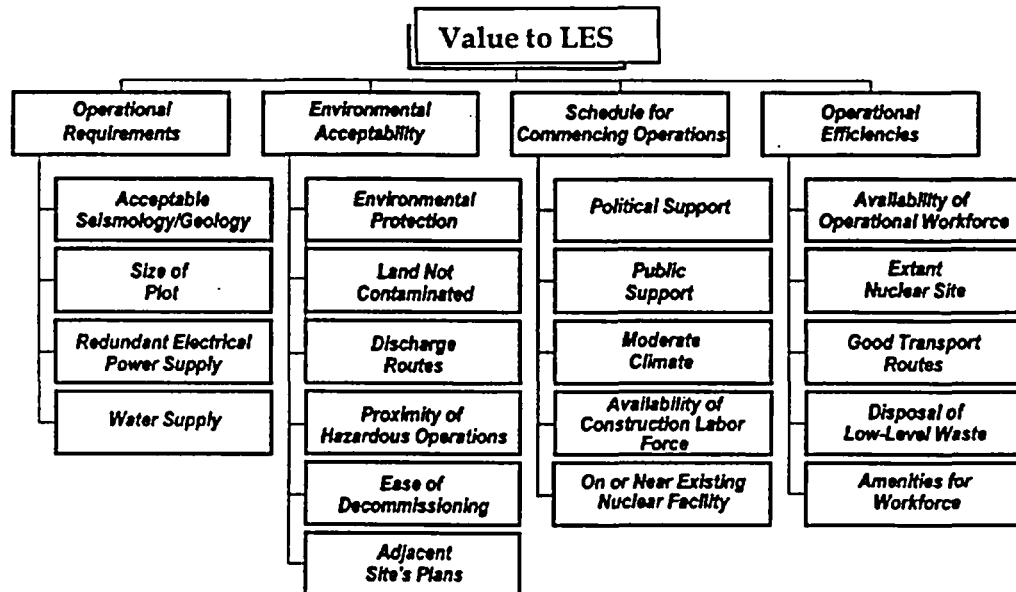 Value to LES
Operational
Requirements
Acceptable
Seismology/Geology
Size of
Plot
Redundant Electrical
Power Supply
Water Supply
Environmental
Acceptability
Environmental
Protection
Land Not
Contaminated
Discharge
Routes
Proximity of
Hazardous Operations
Ease of
Decommissioning
Adjacent
Site's Plans
Schedule for
Commencing Operations
Political Support
Public
Support
Moderate
Climate
Availability of
Construction Labor
Force
On or Near Existing
Nuclear Facility
Operational
Efficiencies
Availability of
Operational Workforce
Extant
Nuclear Site
Good Transport
Routes
Disposal of
Low-Level Waste
Amenities for
Workforce